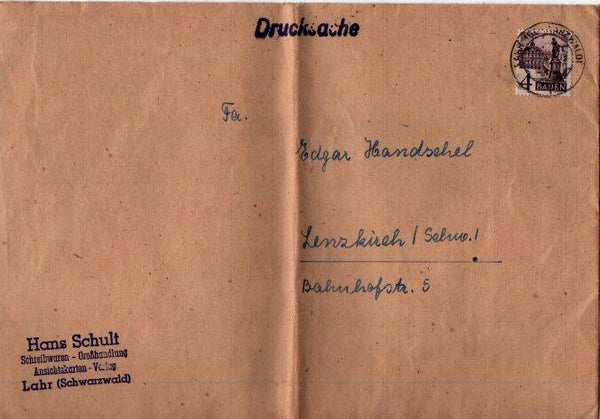 Drucksache
4 BADEN
Fa.
Edgar Handschel
Lenzkirch / Schw. /
Bahnhofstr. 5
Hans Schult
Schreibwaren - Großhandlung
Ansichtskarten - Verlag
Lahr (Schwarzwald)